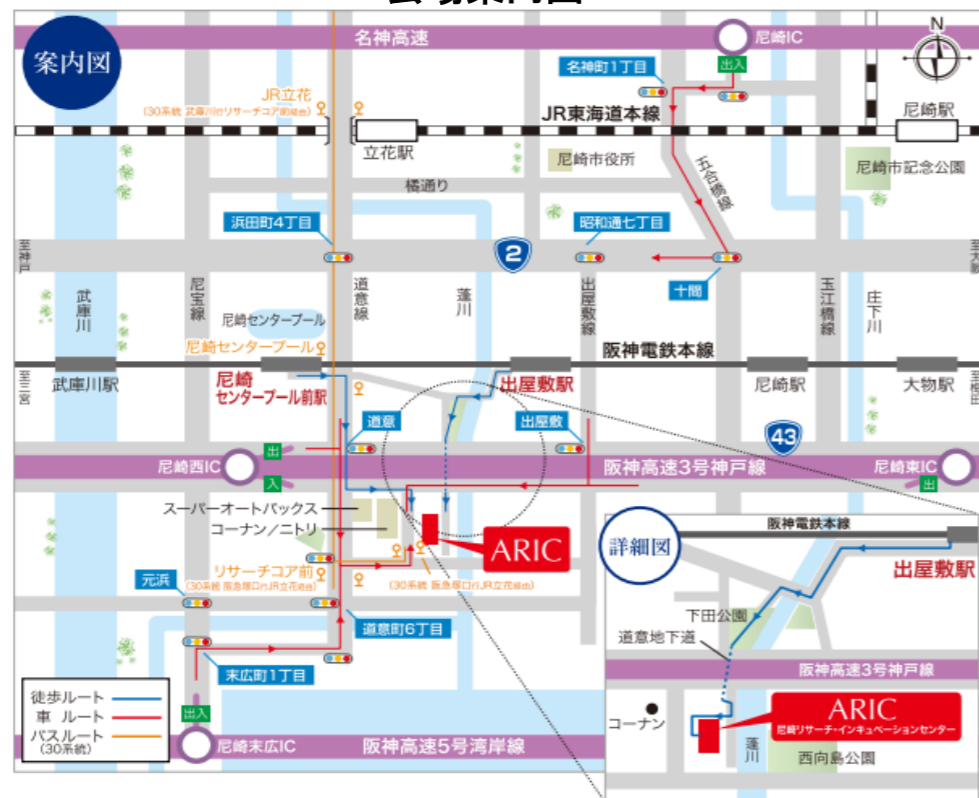 会場案内図
案内図
名神高速
尼崎IC
N
出入
名神町1丁目
JR立花
(30系統 武庫川行リサーチコア前経由)
JR東海道本線
立花駅
尼崎駅
尼崎市役所
尼崎市記念公園
橘通り
五合橋線
浜田町4丁目
昭和通七丁目
2
至神戸
至大阪
十間
武庫川
尼宝線
尼崎センタープール
道意線
蓬川
出屋敷線
玉江橋線
庄下川
尼崎センタープール
阪神電鉄本線
至三宮
武庫川駅
尼崎
センタープール前駅
出屋敷駅
尼崎駅
大物駅
至梅田
道意
出屋敷
43
出
尼崎西IC
入
阪神高速3号神戸線
尼崎東IC
出
スーパーオートバックス
コーナン/ニトリ
ARIC
リサーチコア前
(30系統 阪急塚口行JR立花経由)
(30系統 阪急塚口行JR立花経由)
元浜
道意町6丁目
末広町1丁目
徒歩ルート
車 ルート
バスルート
(30系統)
出入
尼崎末広IC
阪神高速5号湾岸線
詳細図
阪神電鉄本線
出屋敷駅
下田公園
道意地下道
阪神高速3号神戸線
コーナン
ARIC
尼崎リサーチ・インキュベーションセンター
蓬川
西向島公園